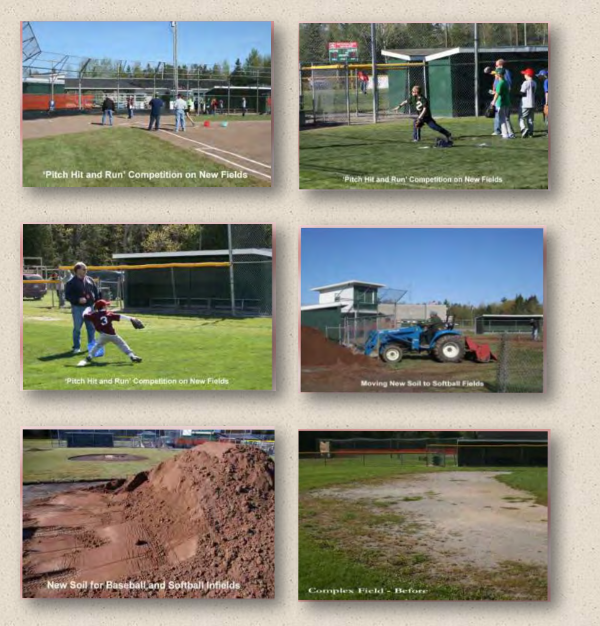 'Pitch Hit and Run' Competition on New Fields
'Pitch Hit and Run' Competition on New Fields
3
'Pitch Hit and Run' Competition on New Fields
Moving New Soil to Softball Fields
New Soil for Baseball and Softball Infields
Complex Field - Before